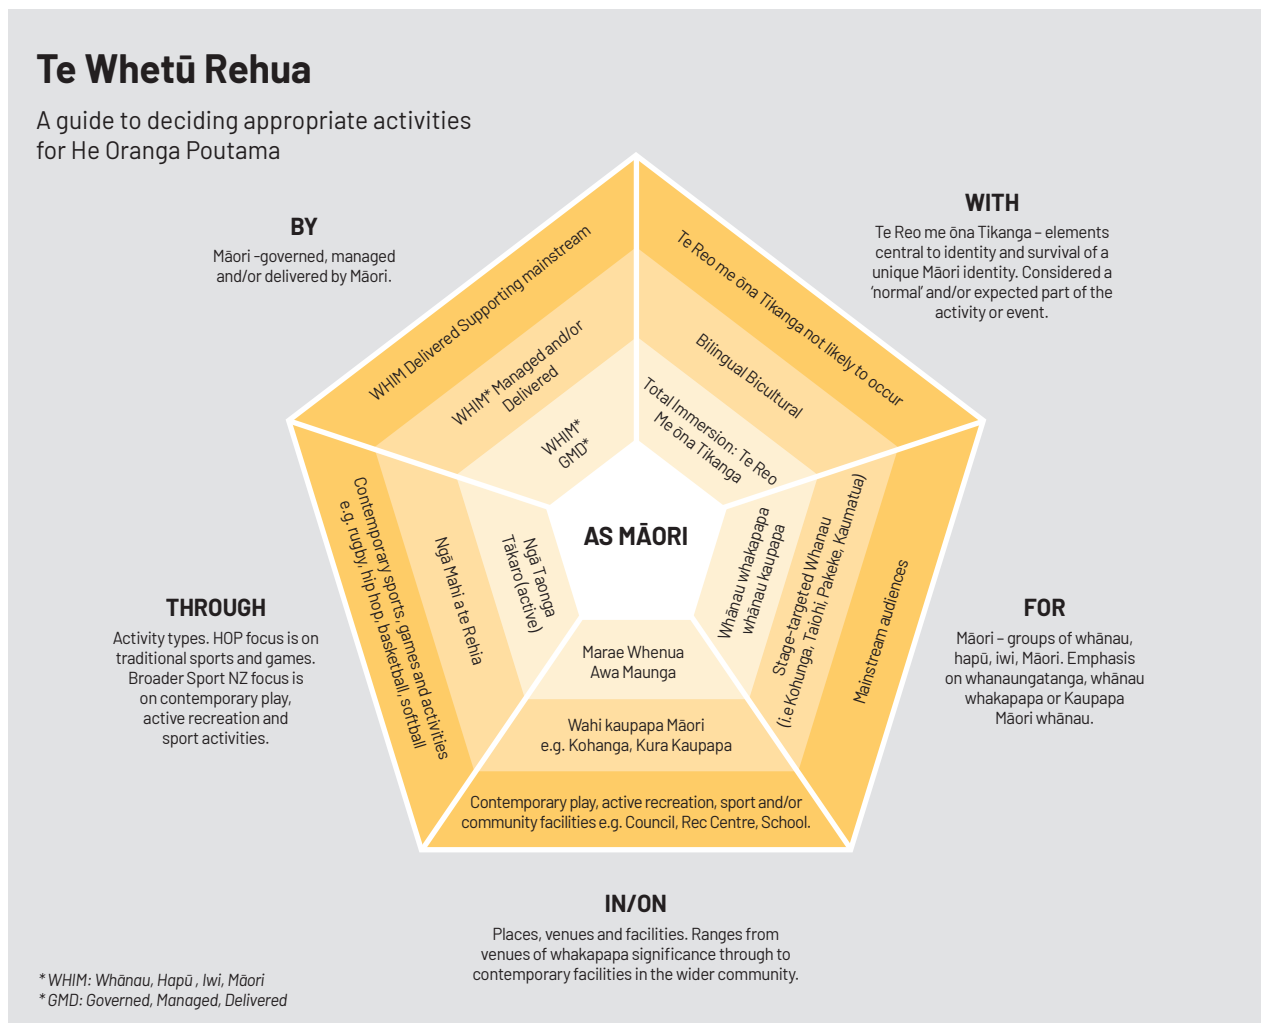 Te Whetū Rehua
A guide to deciding appropriate activities
for He Oranga Poutama
BY
Māori -governed, managed
and/or delivered by Māori.
WITH
Te Reo me ōna Tikanga – elements
central to identity and survival of a
unique Māori identity. Considered a
‘normal’ and/or expected part of the
activity or event.
WHIM Delivered Supporting mainstream
WHIM* Managed and/or
Delivered
WHIM*
GMD*
Te Reo me ōna Tikanga not likely to occur
Bilingual Bicultural
Total Immersion: Te Reo
Me ōna Tikanga
AS MĀORI
THROUGH
Activity types. HOP focus is on
traditional sports and games.
Broader Sport NZ focus is
on contemporary play,
active recreation and
sport activities.
Contemporary sports, games and activities
e.g. rugby, hip hop, basketball, softball
Ngā Mahi a te Rehia
Ngā Taonga
Tākaro (active)
Whānau whakapapa
whānau kaupapa
Stage-targeted Whanau
(i.e Kohunga, Taiohi, Pakeke, Kaumatua)
Mainstream audiences
FOR
Māori – groups of whānau,
hapū, iwi, Māori. Emphasis
on whanaungatanga, whānau
whakapapa or Kaupapa
Māori whānau.
Marae Whenua
Awa Maunga
Wahi kaupapa Māori
e.g. Kohanga, Kura Kaupapa
Contemporary play, active recreation, sport and/or
community facilities e.g. Council, Rec Centre, School.
IN/ON
Places, venues and facilities. Ranges from
venues of whakapapa significance through to
contemporary facilities in the wider community.
* WHIM: Whānau, Hapū , Iwi, Māori
* GMD: Governed, Managed, Delivered